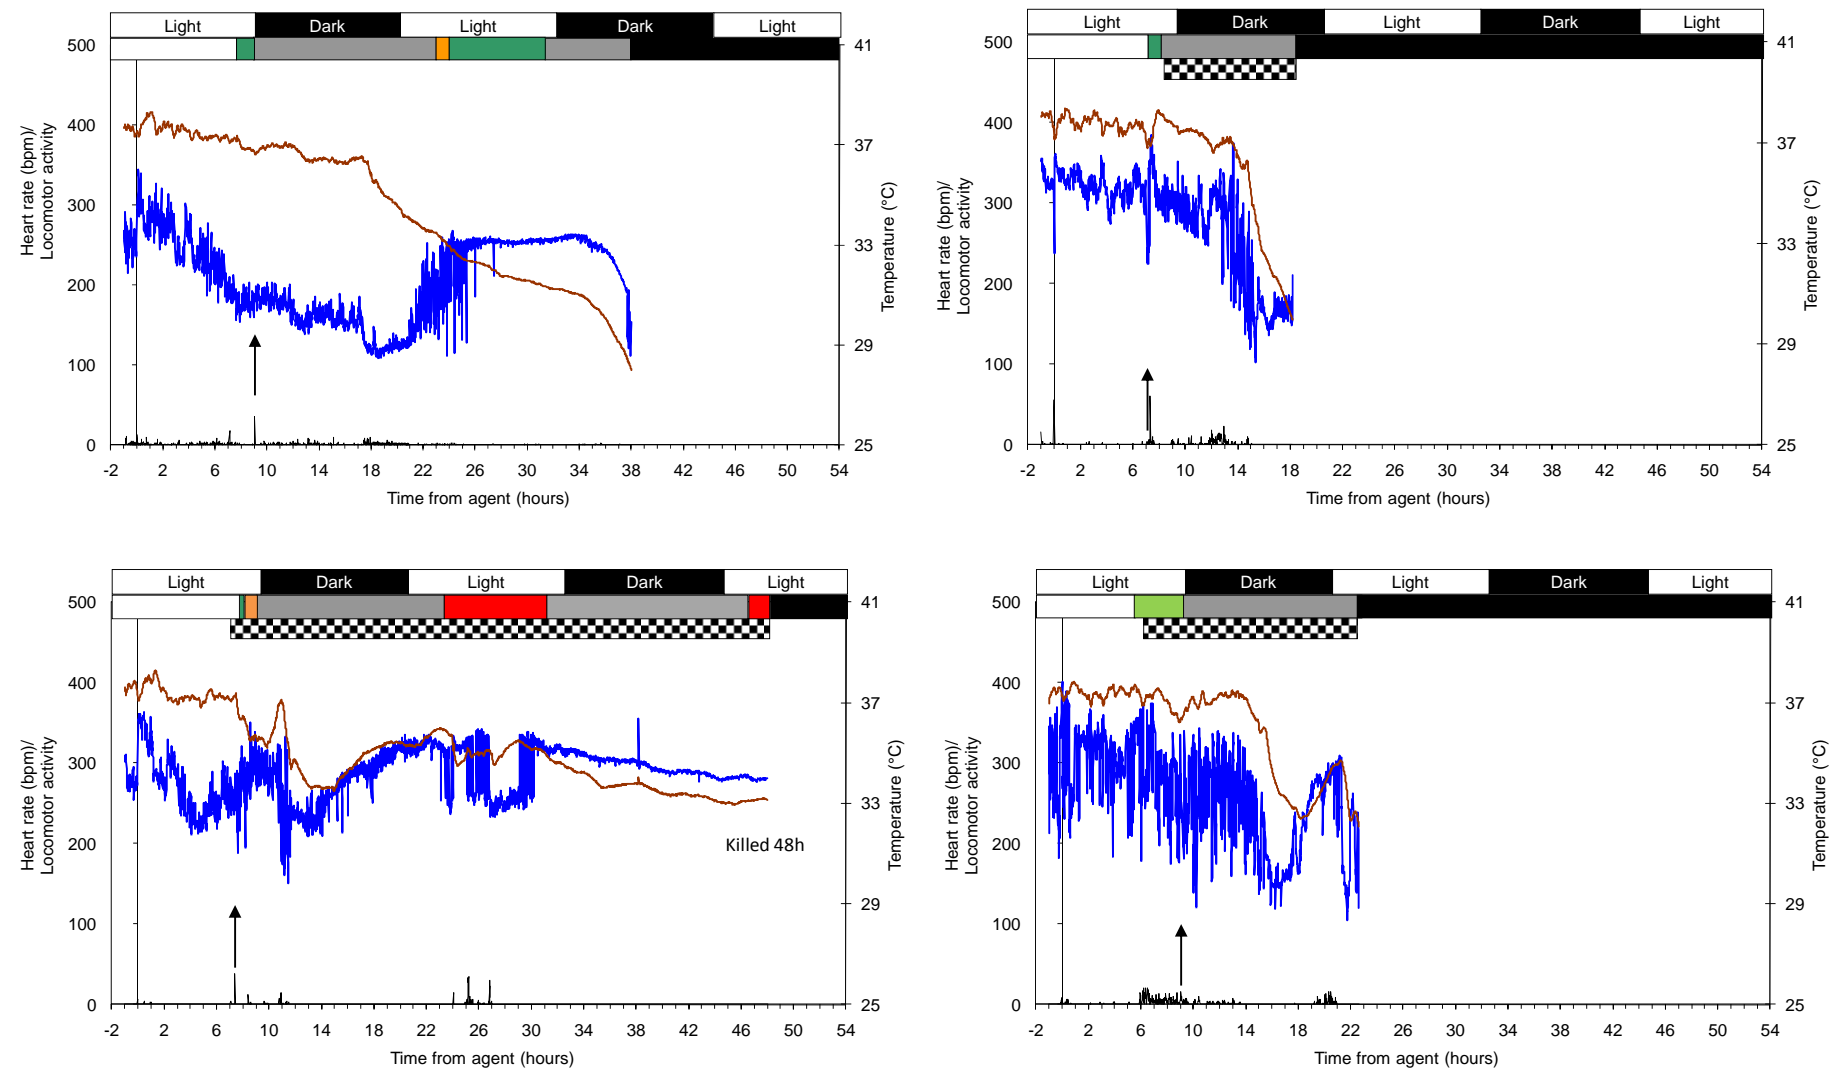 Light Dark Light Dark Light
500 41
400
37
300
33
200
29
100
0 25
Heart rate (bpm)/
Locomotor activity
Temperature (°C)
-2 2 6 10 14 18 22 26 30 34 38 42 46 50 54
Time from agent (hours)
Light Dark Light Dark Light
500 41
400
37
300
33
200
29
100
0 25
Heart rate (bpm)/
Locomotor activity
Temperature (°C)
-2 2 6 10 14 18 22 26 30 34 38 42 46 50 54
Time from agent (hours)
Light Dark Light Dark Light
500 41
400
37
300
33
200
Killed 48h
29
100
0 25
Heart rate (bpm)/
Locomotor activity
Temperature (°C)
-2 2 6 10 14 18 22 26 30 34 38 42 46 50 54
Time from agent (hours)
Light Dark Light Dark Light
500 41
400
37
300
33
200
29
100
0 25
Heart rate (bpm)/
Locomotor activity
Temperature (°C)
-2 2 6 10 14 18 22 26 30 34 38 42 46 50 54
Time from agent (hours)